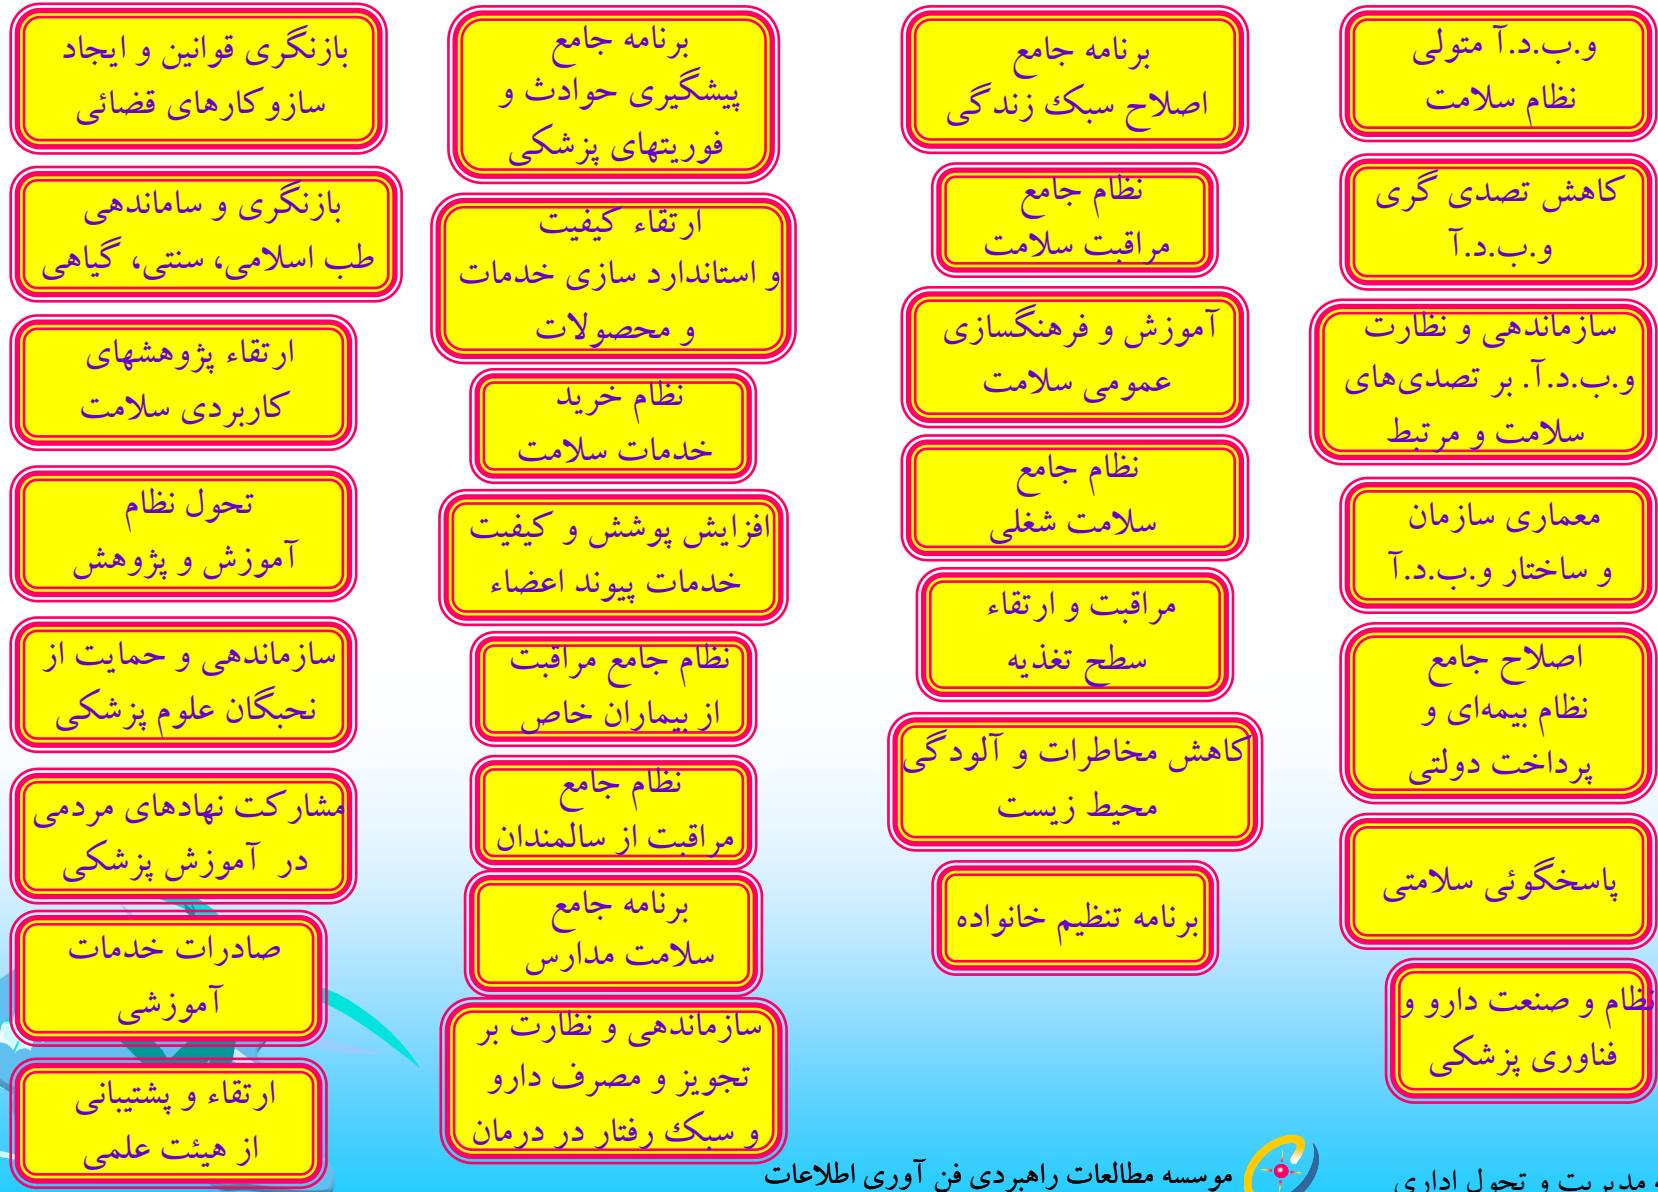 و.ب.د.آ متولی
نظام سلامت
کاهش تصدی گری
و.ب.د.آ
سازماندهی و نظارت
و.ب.د.آ. بر تصدی‌های
سلامت و مرتبط
معماری سازمان
و ساختار و.ب.د.آ
اصلاح جامع
نظام بیمه‌ای و
پرداخت دولتی
پاسخگوئی سلامتی
نظام و صنعت دارو و
فناوری پزشکی
برنامه جامع
اصلاح سبک زندگی
نظام جامع
مراقبت سلامت
آموزش و فرهنگسازی
عمومی سلامت
نظام جامع
سلامت شغلی
مراقبت و ارتقاء
سطح تغذیه
کاهش مخاطرات و آلودگی
محیط زیست
برنامه تنظیم خانواده
برنامه جامع
پیشگیری حوادث و
فوریتهای پزشکی
ارتقاء کیفیت
و استاندارد سازی خدمات
و محصولات
نظام خرید
خدمات سلامت
افزایش پوشش و کیفیت
خدمات پیوند اعضاء
نظام جامع مراقبت
از بیماران خاص
نظام جامع
مراقبت از سالمندان
برنامه جامع
سلامت مدارس
سازماندهی و نظارت بر
تجویز و مصرف دارو
و سبک رفتار در درمان
بازنگری قوانین و ایجاد
سازوکارهای قضائی
بازنگری و ساماندهی
طب اسلامی، سنتی، گیاهی
ارتقاء پژوهشهای
کاربردی سلامت
تحول نظام
آموزش و پژوهش
سازماندهی و حمایت از
نحبگان علوم پزشکی
مشارکت نهادهای مردمی
در آموزش پزشکی
صادرات خدمات
آموزشی
ارتقاء و پشتیبانی
از هیئت علمی
مدیریت و تحول اداری
موسسه مطالعات راهبردی فن آوری اطلاعات